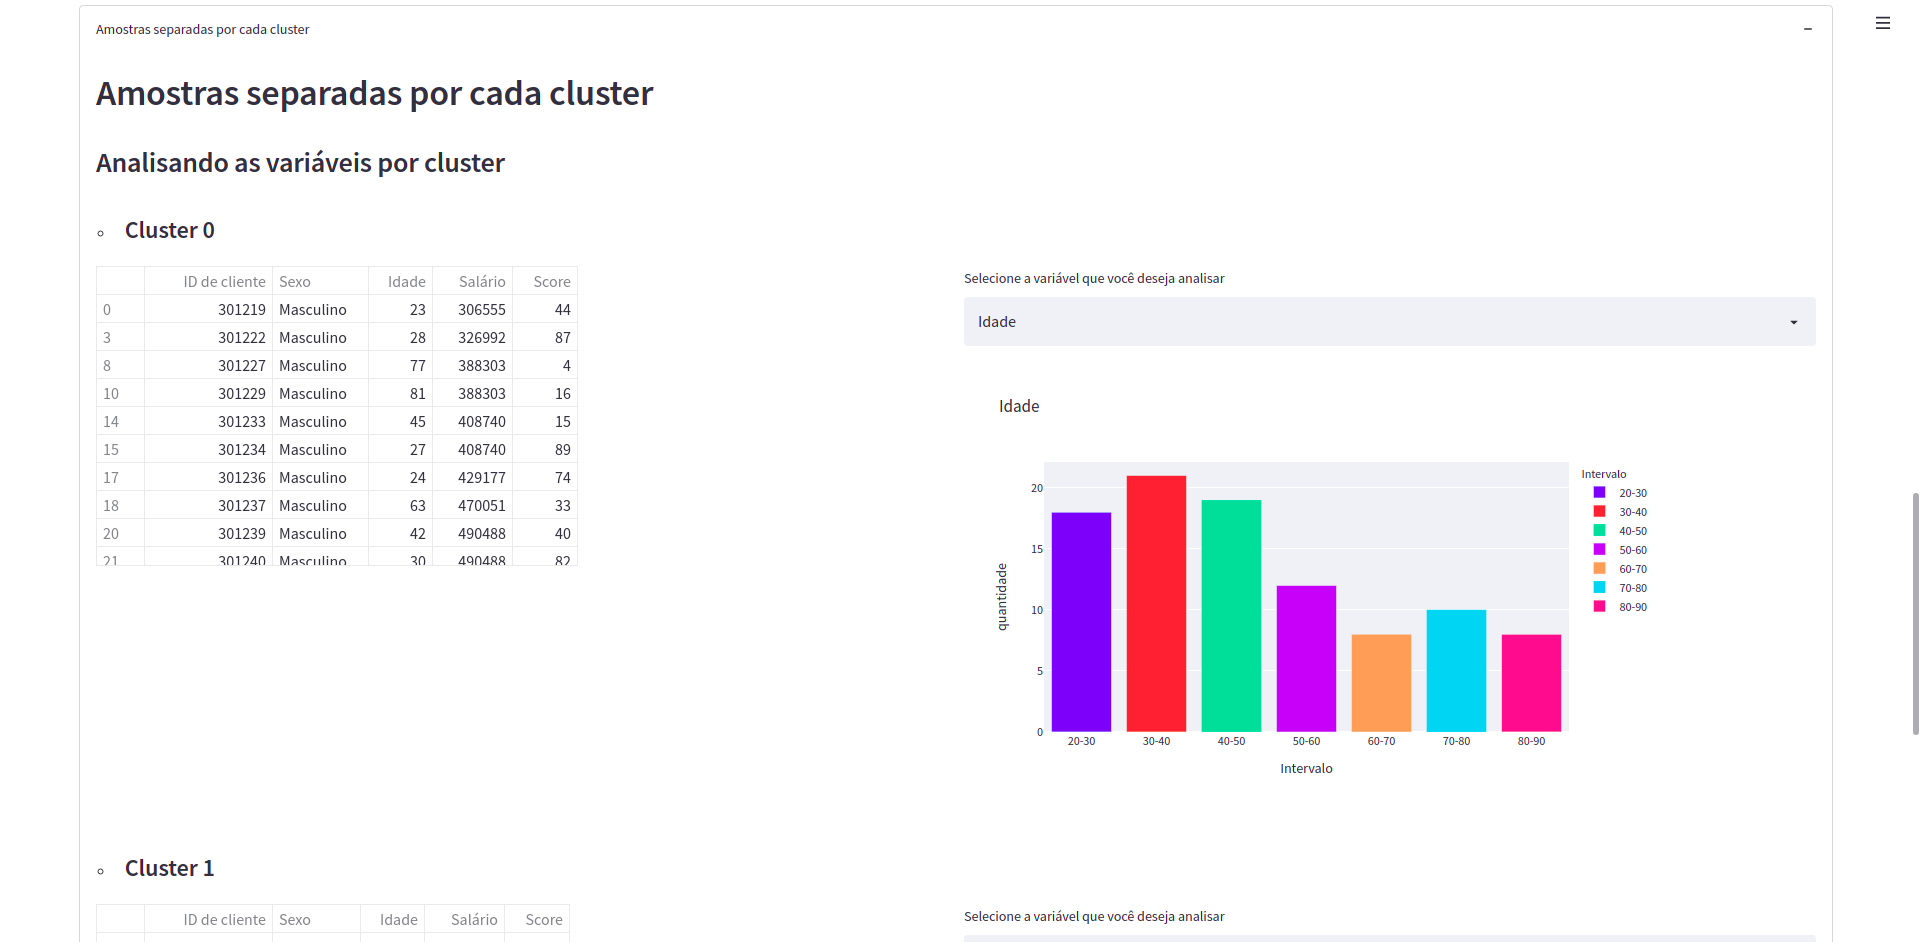 Amostras separadas por cada cluster
Amostras separadas por cada cluster
Analisando as variáveis por cluster
Cluster 0
ID de cliente Sexo Idade Salário Score
0 301219 Masculino 23 306555 44
3 301222 Masculino 28 326992 87
8 301227 Masculino 77 388303 4
10 301229 Masculino 81 388303 16
14 301233 Masculino 45 408740 15
15 301234 Masculino 27 408740 89
17 301236 Masculino 24 429177 74
18 301237 Masculino 63 470051 33
20 301239 Masculino 42 490488 40
21 301240 Masculino 30 490488 82
Selecione a variável que você deseja analisar
Idade
Idade
quantidade
20
15
10
5
0
20-30 30-40 40-50 50-60 60-70 70-80 80-90
Intervalo
Intervalo
20-30
30-40
40-50
50-60
60-70
70-80
80-90
Cluster 1
ID de cliente Sexo Idade Salário Score
Selecione a variável que você deseja analisar